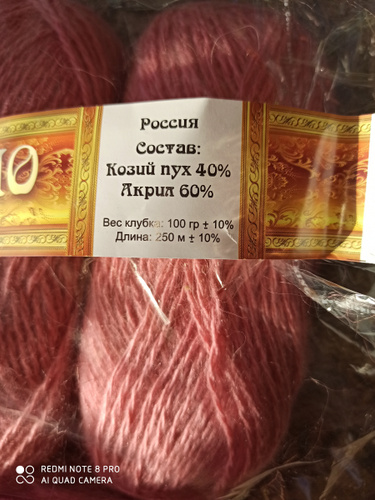 Россия
Состав:
Козий пух 40%
Акрил 60%
Вес клубка: 100 гр ± 10%
Длина: 250 м ± 10%
REDMI NOTE 8 PRO
AI QUAD CAMERA